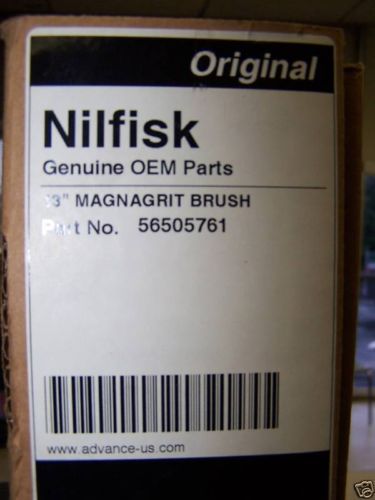 Original
Nilfisk
Genuine OEM Parts
3" MAGNAGRIT BRUSH
Part No. 56505761
www.advance-us.com